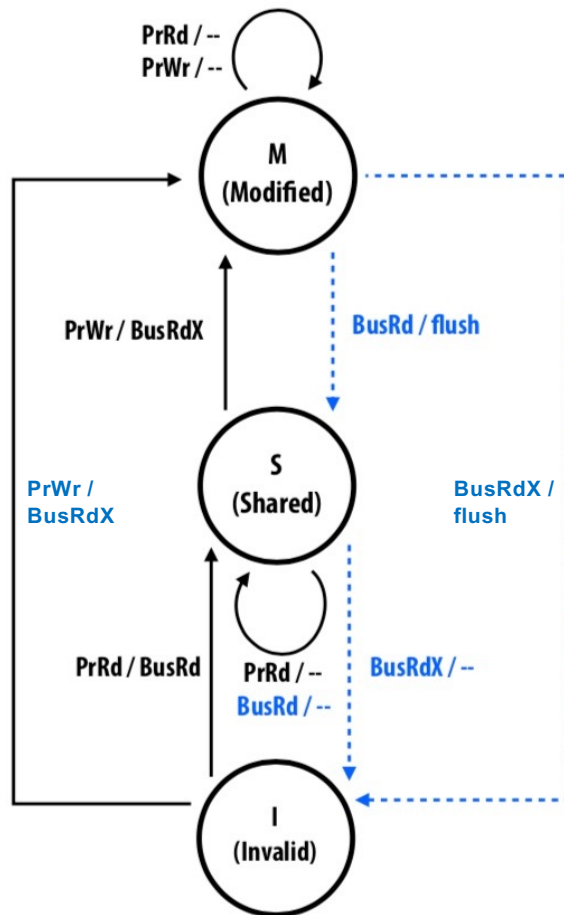 PrRd / --
PrWr / --
M
(Modified)
PrWr / BusRdX
BusRd / flush
S
(Shared)
PrWr /
BusRdX
BusRdX /
flush
PrRd / BusRd
PrRd / --
BusRd / --
BusRdX / --
I
(Invalid)